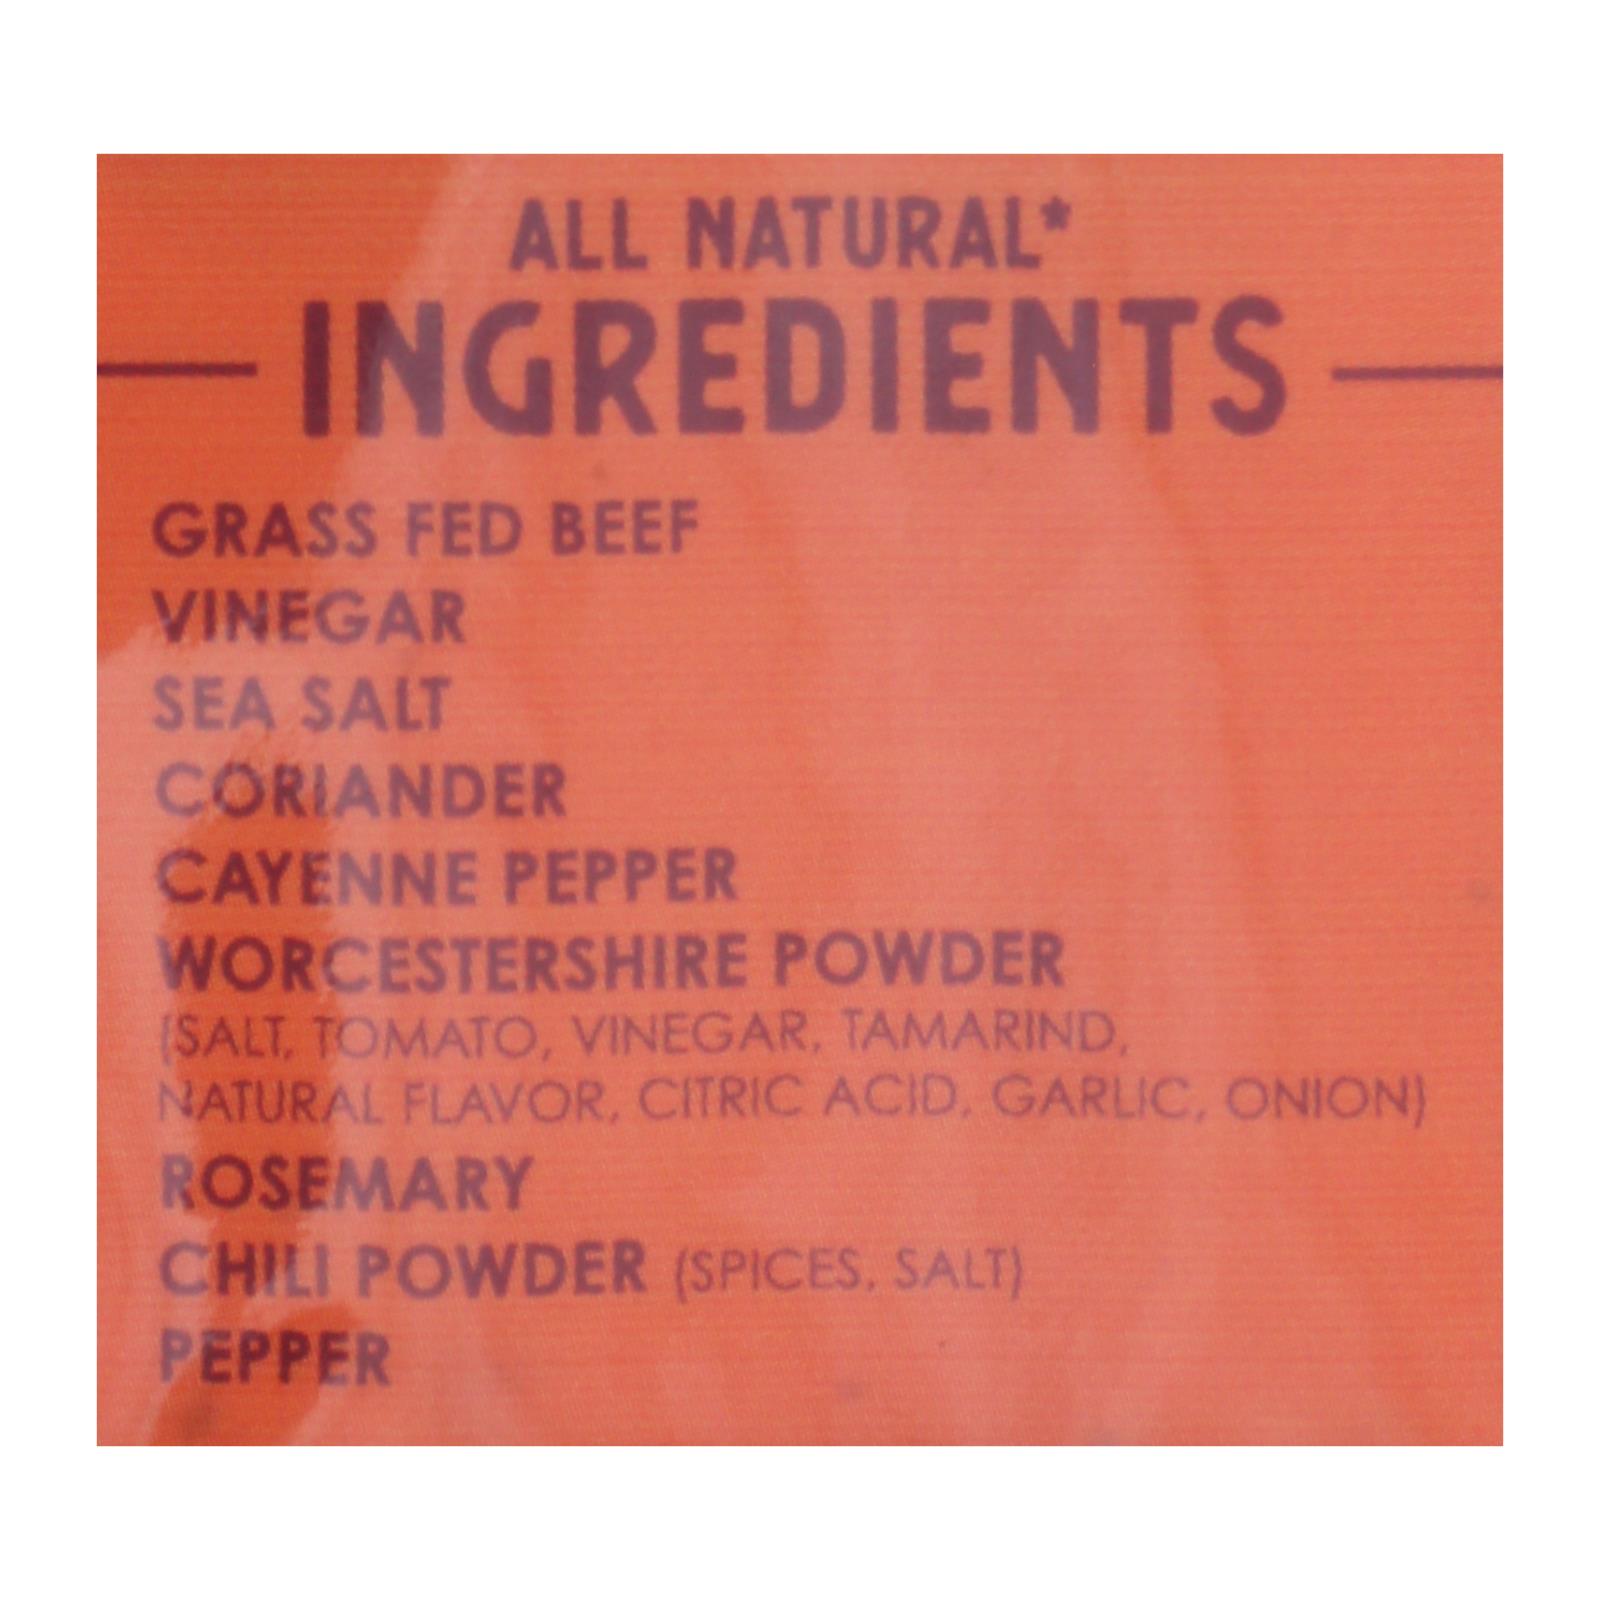 ALL NATURAL*
INGREDIENTS
GRASS FED BEEF
VINEGAR
SEA SALT
CORIANDER
CAYENNE PEPPER
WORCESTERSHIRE POWDER
(SALT, TOMATO, VINEGAR, TAMARIND,
NATURAL FLAVOR, CITRIC ACID, GARLIC, ONION)
ROSEMARY
CHILI POWDER (SPICES, SALT)
PEPPER